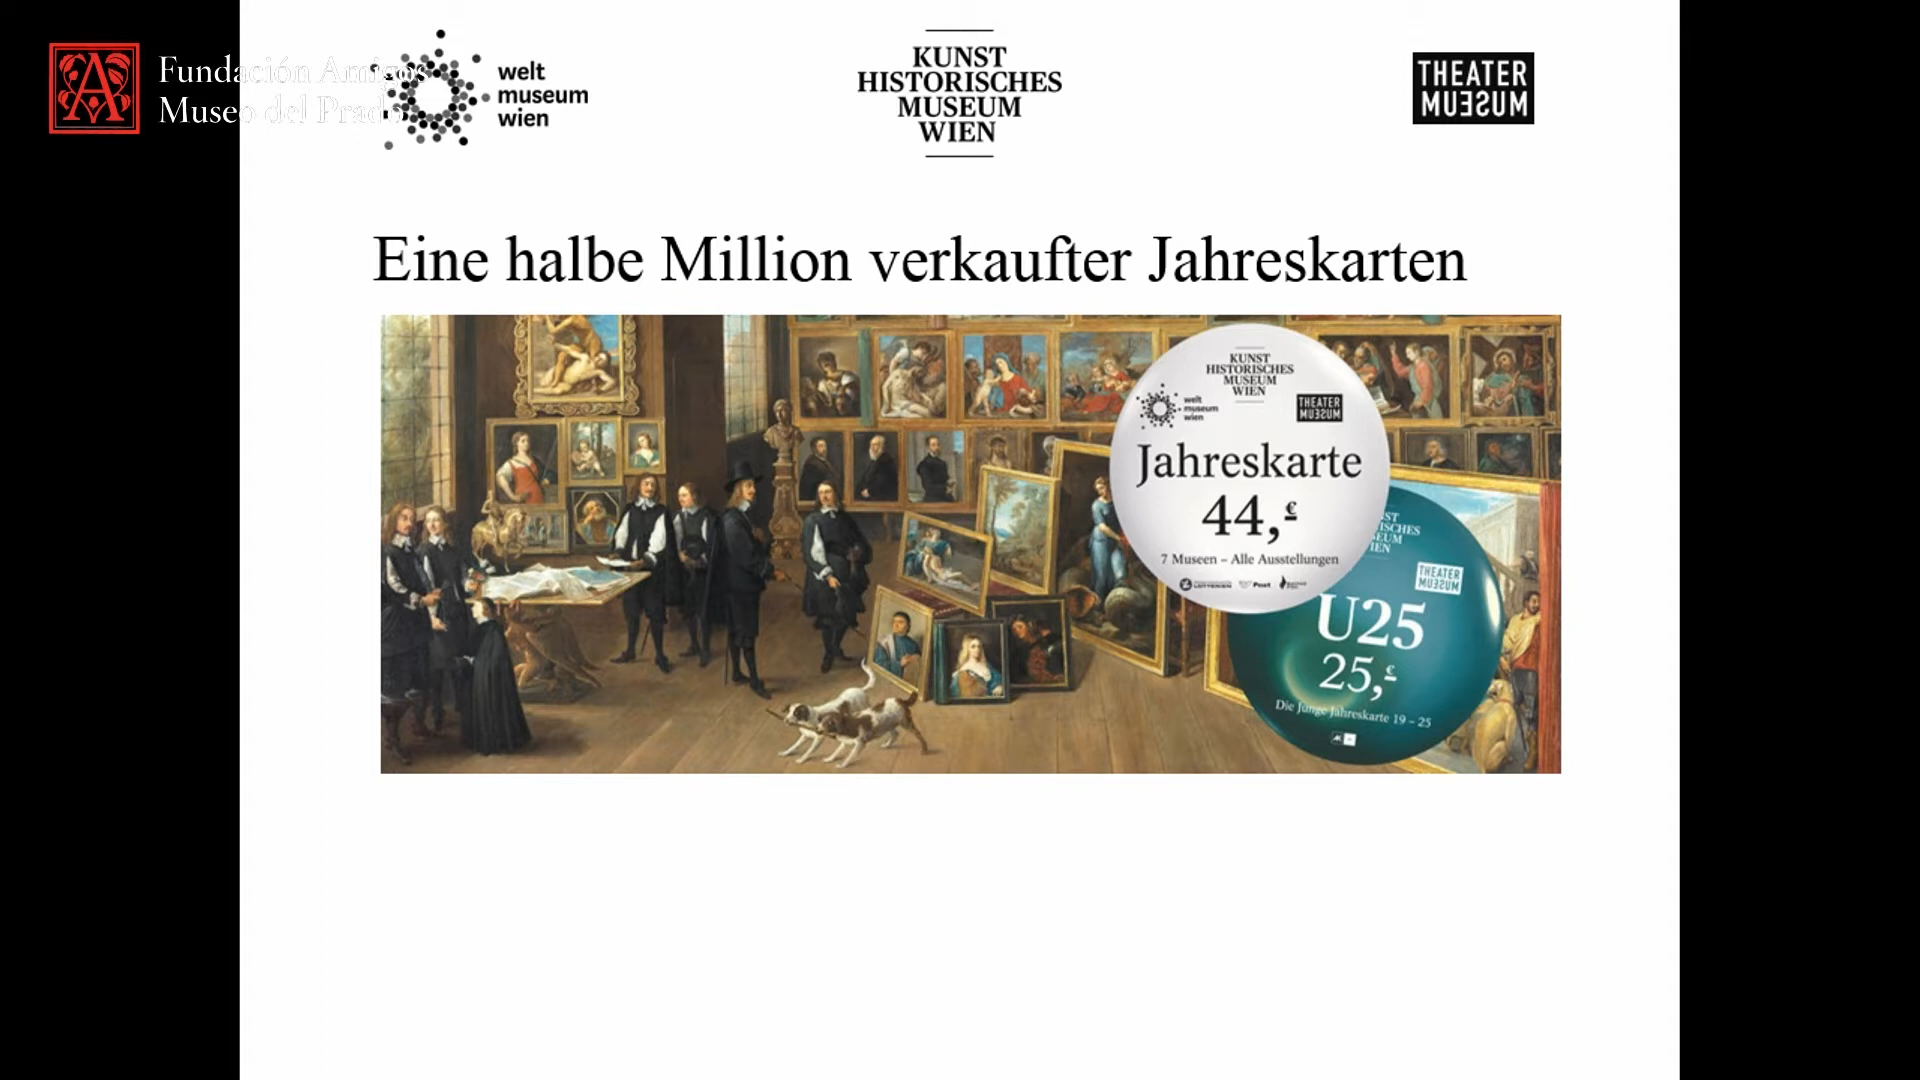 Fundación Amigos
Museo del Prado
welt
museum
wien
KUNST
HISTORISCHES
MUSEUM
WIEN
THEATER
MUSEUM
Eine halbe Million verkaufter Jahreskarten
KUNST
HISTORISCHES
MUSEUM
WIEN
welt
museum
wien
THEATER
MUSEUM
Jahreskarte
44,€
7 Museen – Alle Ausstellungen
LOTTERIEN
Post
THEATER
MUSEUM
U25
25,€
Die Junge Jahreskarte 19 – 25